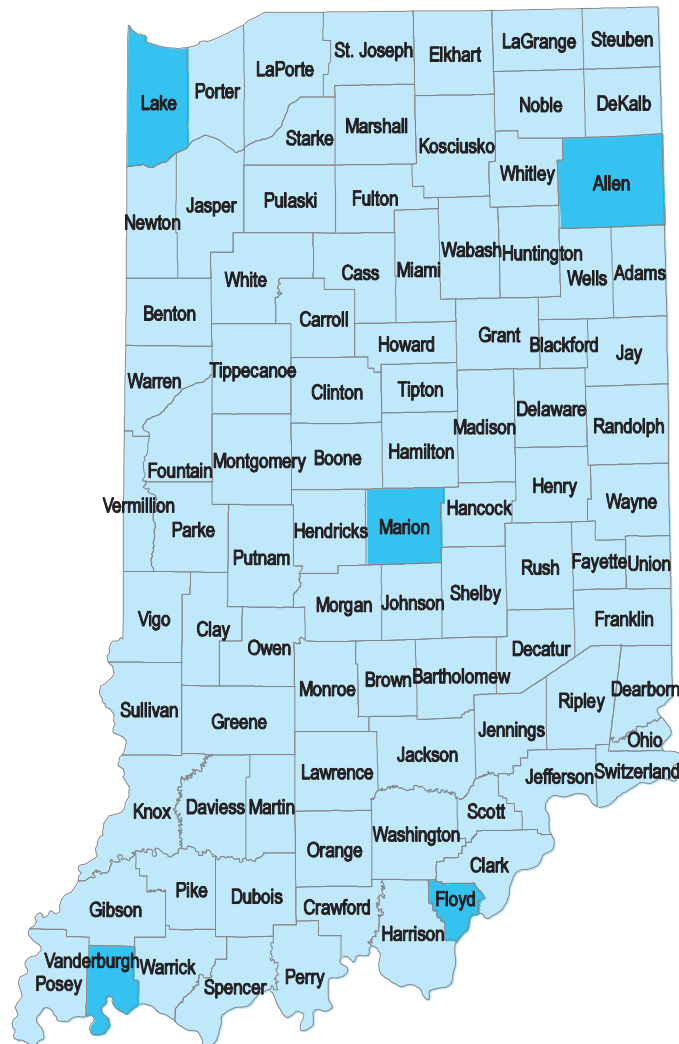 St. Joseph
Elkhart
LaGrange
Steuben
LaPorte
Porter
Lake
Noble
DeKalb
Starke
Marshall
Kosciusko
Whitley
Allen
Newton
Jasper
Pulaski
Fulton
White
Cass
Miami
Wabash
Huntington
Wells
Adams
Benton
Carroll
Howard
Grant
Blackford
Jay
Warren
Tippecanoe
Clinton
Tipton
Madison
Delaware
Randolph
Fountain
Montgomery
Boone
Hamilton
Vermillion
Parke
Putnam
Hendricks
Marion
Hancock
Henry
Wayne
Vigo
Clay
Owen
Morgan
Johnson
Shelby
Rush
Fayette
Union
Franklin
Decatur
Sullivan
Greene
Monroe
Brown
Bartholomew
Jennings
Ripley
Dearborn
Ohio
Switzerland
Jefferson
Jackson
Lawrence
Knox
Daviess
Martin
Orange
Washington
Scott
Clark
Floyd
Harrison
Crawford
Dubois
Pike
Gibson
Posey
Vanderburgh
Warrick
Spencer
Perry